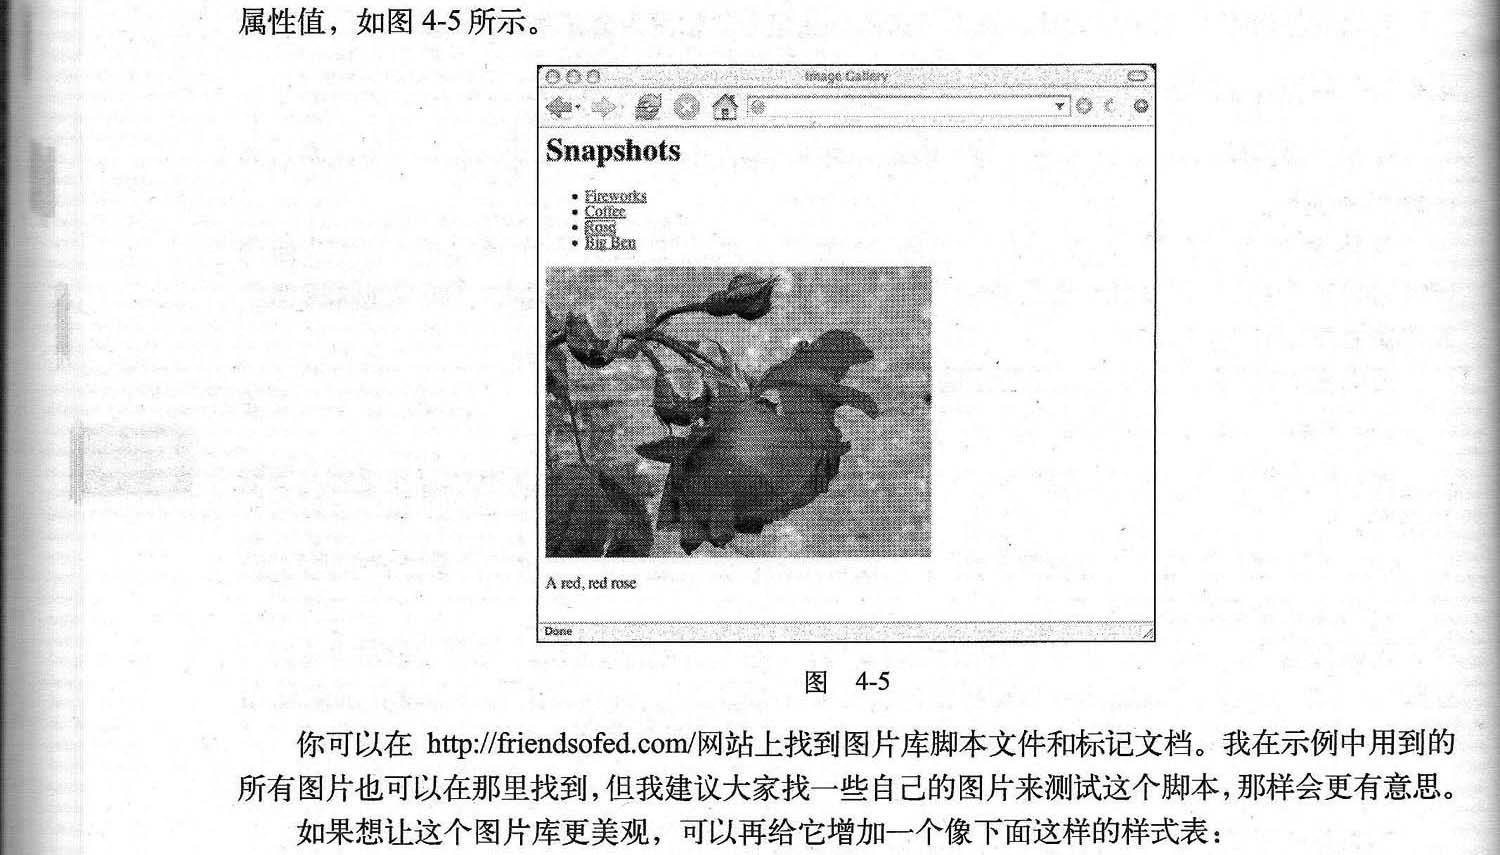 属性值，如图 4-5 所示。
Image Gallery
Snapshots
Fireworks
Coffee
Rose
Big Ben
A red, red rose
Done
图 4-5
你可以在 http://friendsofed.com/网站上找到图片库脚本文件和标记文档。我在示例中用到的
所有图片也可以在那里找到，但我建议大家找一些自己的图片来测试这个脚本，那样会更有意思。
如果想让这个图片库更美观，可以再给它增加一个像下面这样的样式表：